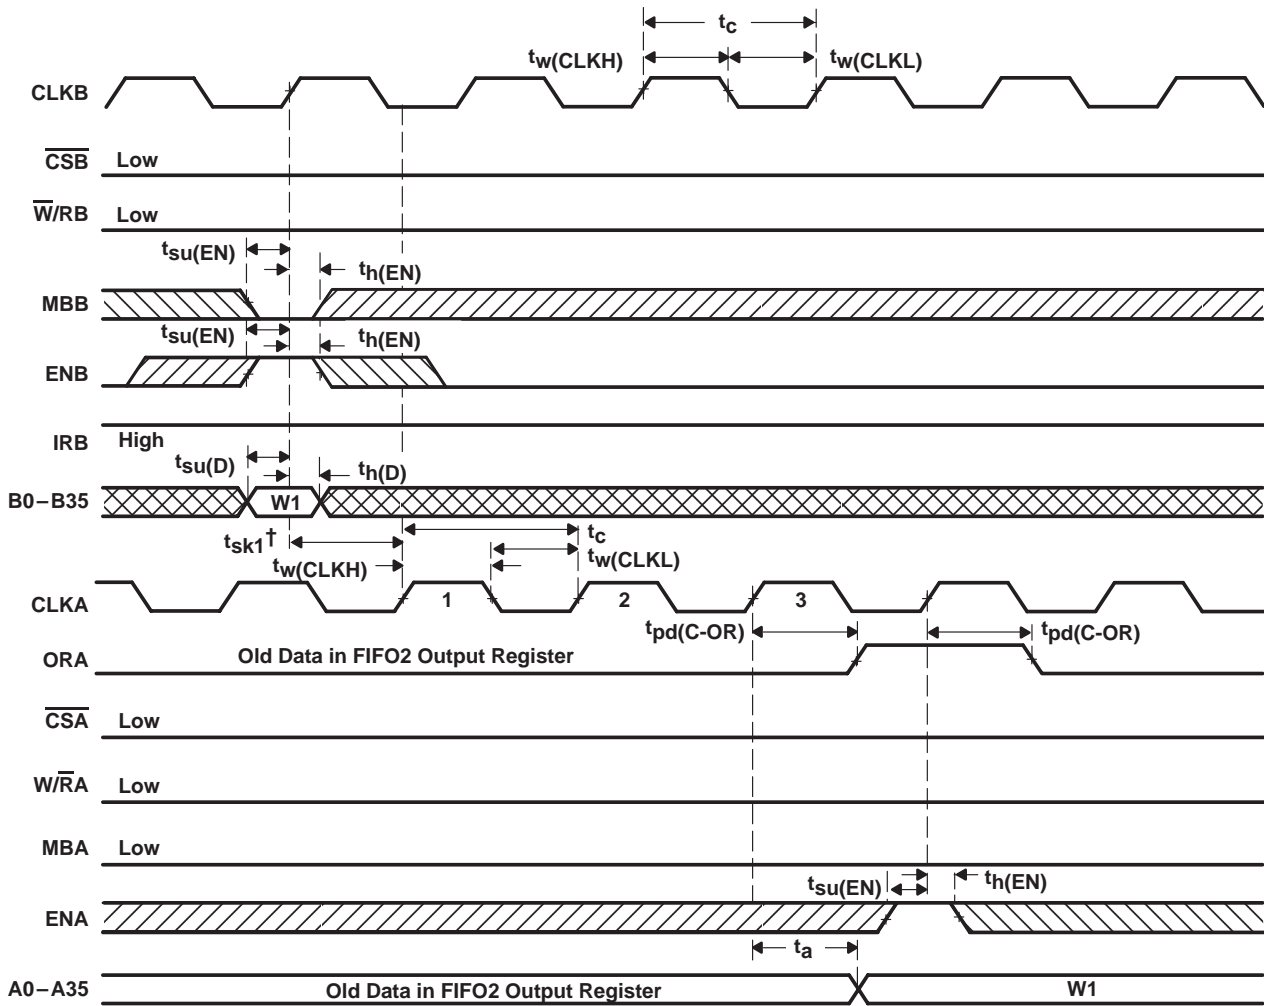 tc
tw(CLKH)
tw(CLKL)
CLKB
CSB Low
W/RB Low
tsu(EN)
th(EN)
MBB
tsu(EN)
th(EN)
ENB
IRB High
tsu(D)
th(D)
B0–B35 W1
tsk1† tc
tw(CLKH) tw(CLKL)
CLKA 1 2 3
tpd(C-OR) tpd(C-OR)
ORA Old Data in FIFO2 Output Register
CSA Low
W/RA Low
MBA Low
tsu(EN) th(EN)
ENA
ta
A0–A35 Old Data in FIFO2 Output Register W1